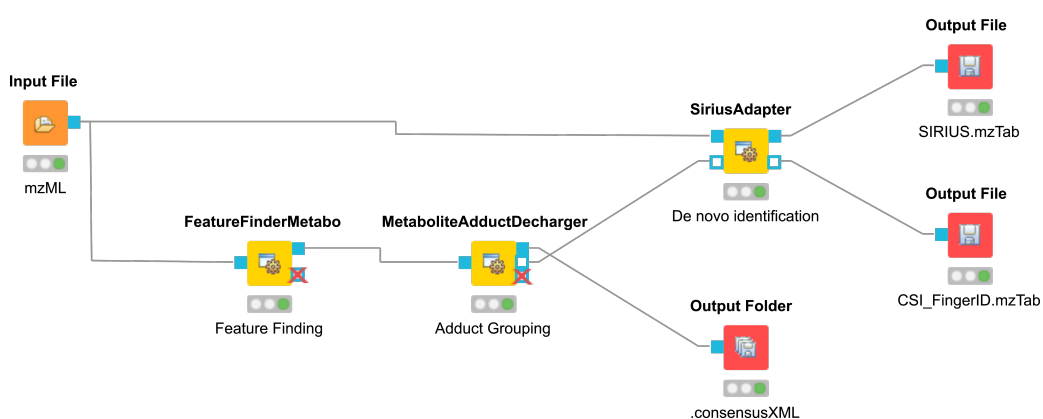 Input File
mzML
FeatureFinderMetabo
Feature Finding
MetaboliteAdductDecharger
Adduct Grouping
SiriusAdapter
De novo identification
Output File
SIRIUS.mzTab
Output File
CSI_FingerID.mzTab
Output Folder
.consensusXML